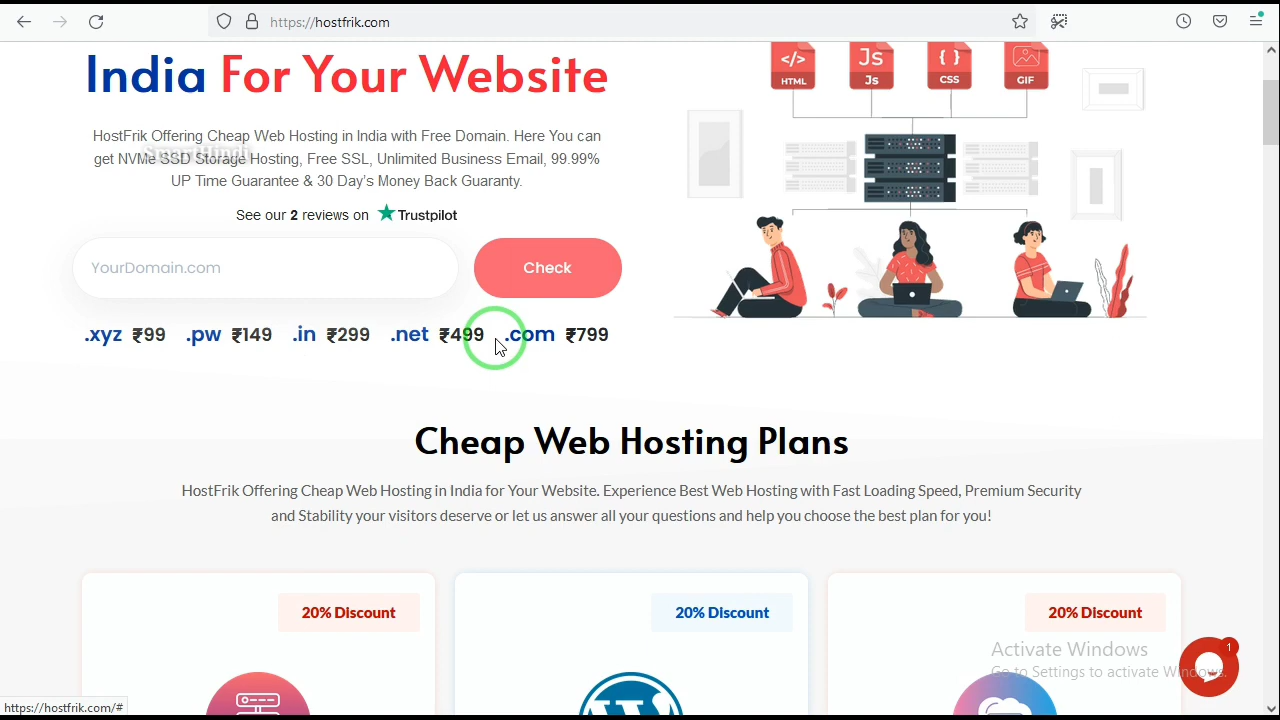 https://hostfrik.com
India For Your Website
HostFrik Offering Cheap Web Hosting in India with Free Domain. Here You can
get NVMe SSD Storage Hosting, Free SSL, Unlimited Business Email, 99.99%
UP Time Guarantee & 30 Day's Money Back Guaranty.
SmartHindi
See our 2 reviews on Trustpilot
YourDomain.com
Check
.xyz ₹99 .pw ₹149 .in ₹299 .net ₹499 .com ₹799
</> HTML
Js Js
{ } CSS
GIF
Cheap Web Hosting Plans
HostFrik Offering Cheap Web Hosting in India for Your Website. Experience Best Web Hosting with Fast Loading Speed, Premium Security
and Stability your visitors deserve or let us answer all your questions and help you choose the best plan for you!
20% Discount
20% Discount
20% Discount
Activate Windows
Go to Settings to activate Windows.
1
https://hostfrik.com/#